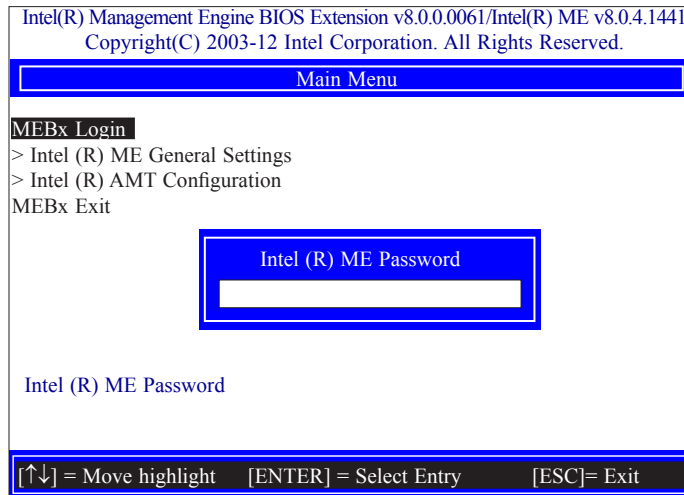 Intel(R) Management Engine BIOS Extension v8.0.0.0061/Intel(R) ME v8.0.4.1441
Copyright(C) 2003-12 Intel Corporation. All Rights Reserved.
Main Menu
MEBx Login
> Intel (R) ME General Settings
> Intel (R) AMT Configuration
MEBx Exit
Intel (R) ME Password
Intel (R) ME Password
[↑↓] = Move highlight [ENTER] = Select Entry [ESC]= Exit